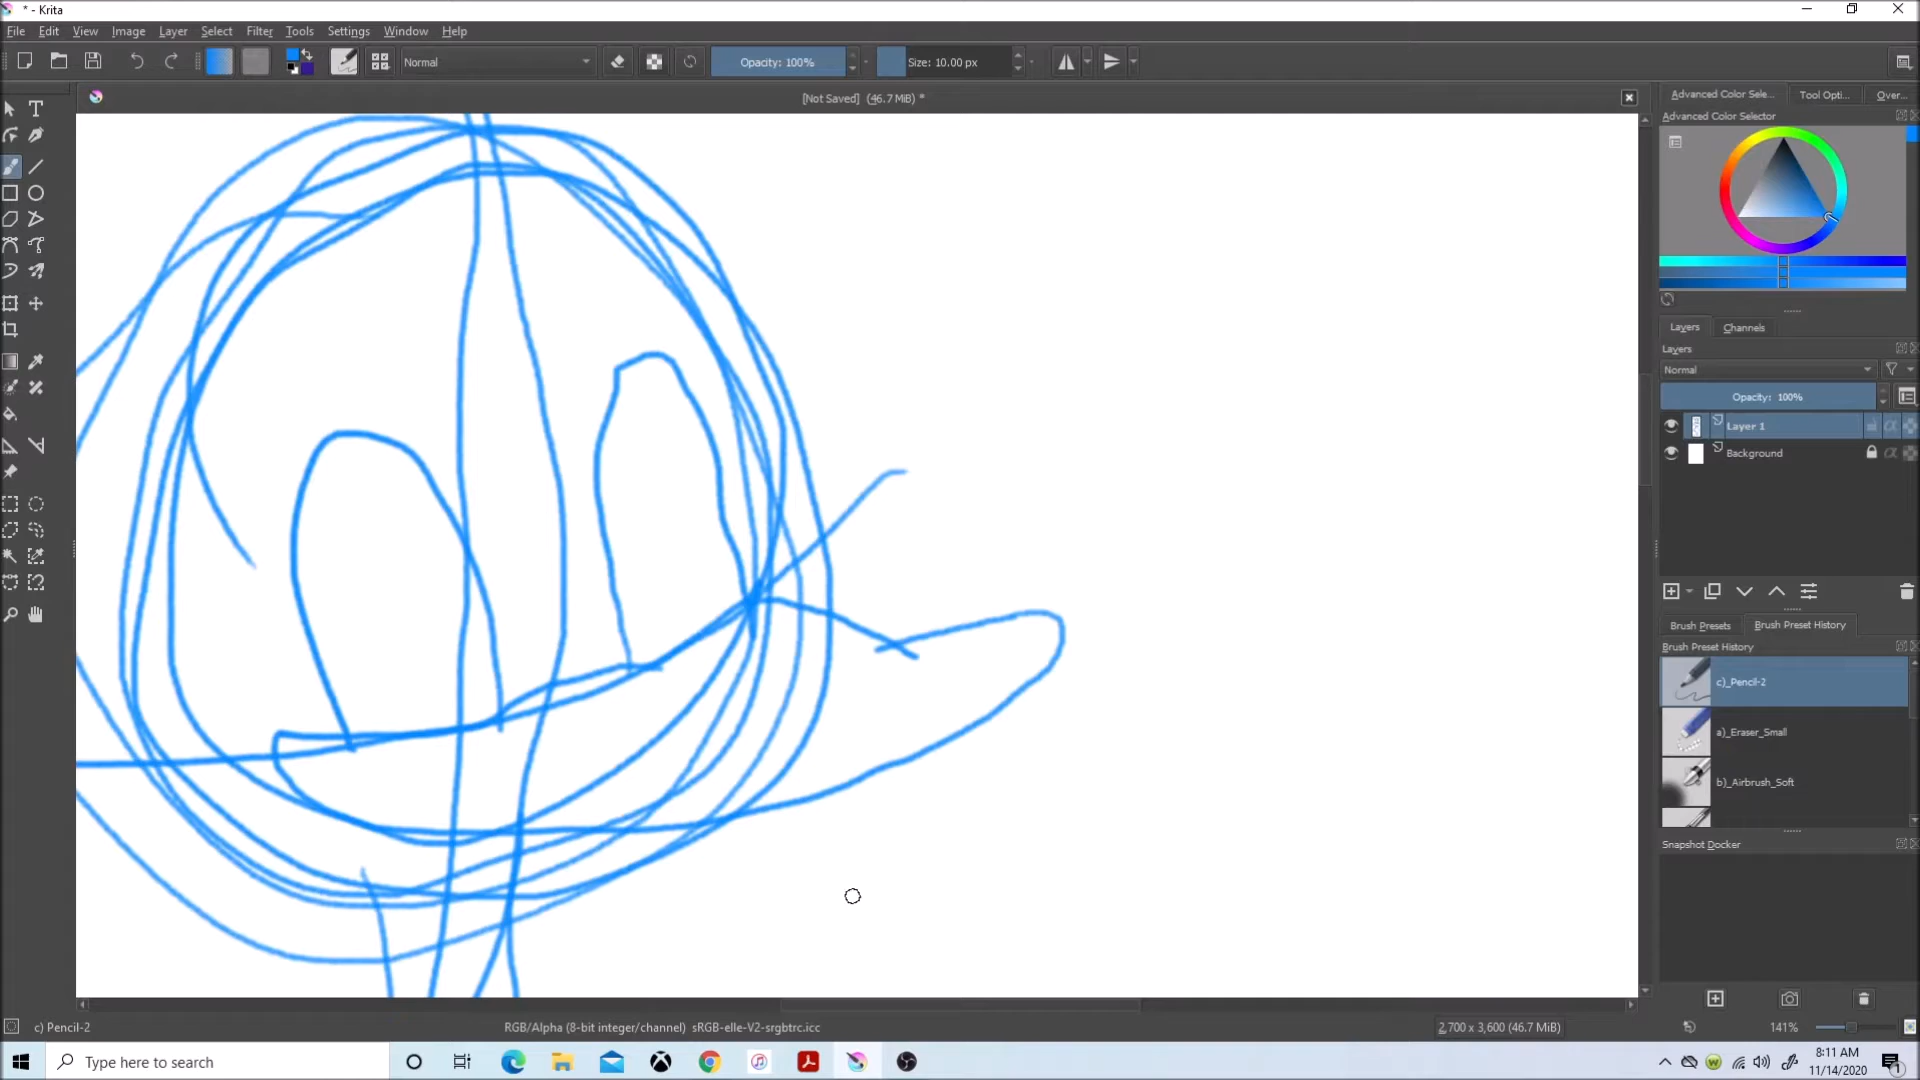 * - Krita
File Edit View Image Layer Select Filter Tools Settings Window Help
Normal Opacity: 100% Size: 10.00 px
[Not Saved] (46.7 MiB) *
Advanced Color Sele... Tool Opti... Over...
Advanced Color Selector
Layers Channels
Layers
Normal
Opacity: 100%
Layer 1
Background
Brush Presets Brush Preset History
Brush Preset History
c)_Pencil-2
a)_Eraser_Small
b)_Airbrush_Soft
Snapshot Docker
c) Pencil-2
RGB/Alpha (8-bit integer/channel) sRGB-elle-V2-srgbtrc.icc
2,700 x 3,600 (46.7 MiB)
141%
Type here to search
8:11 AM
11/14/2020
1